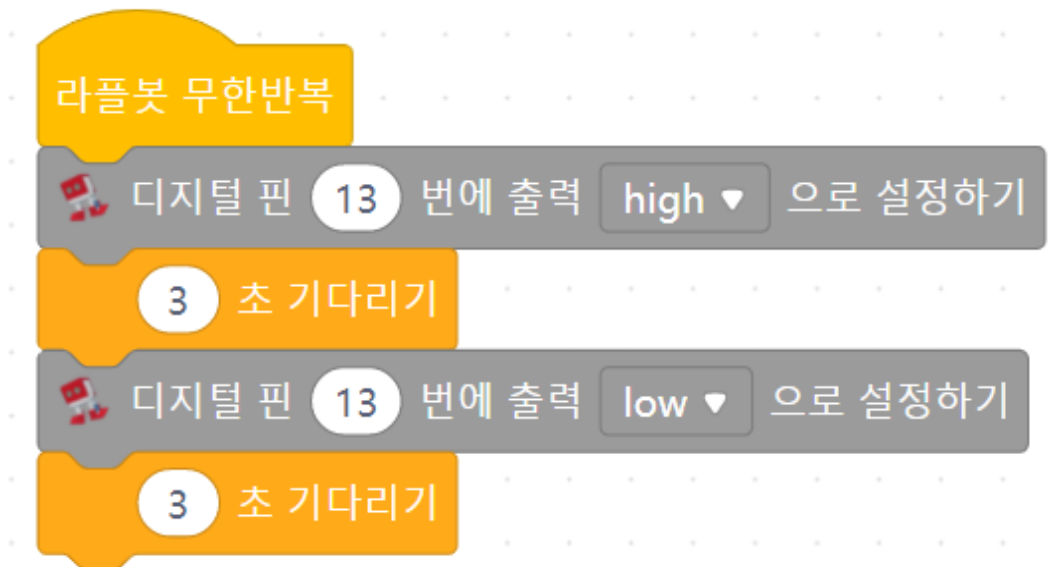 라플봇 무한반복
디지털 핀 13 번에 출력 high 으로 설정하기
3 초 기다리기
디지털 핀 13 번에 출력 low 으로 설정하기
3 초 기다리기